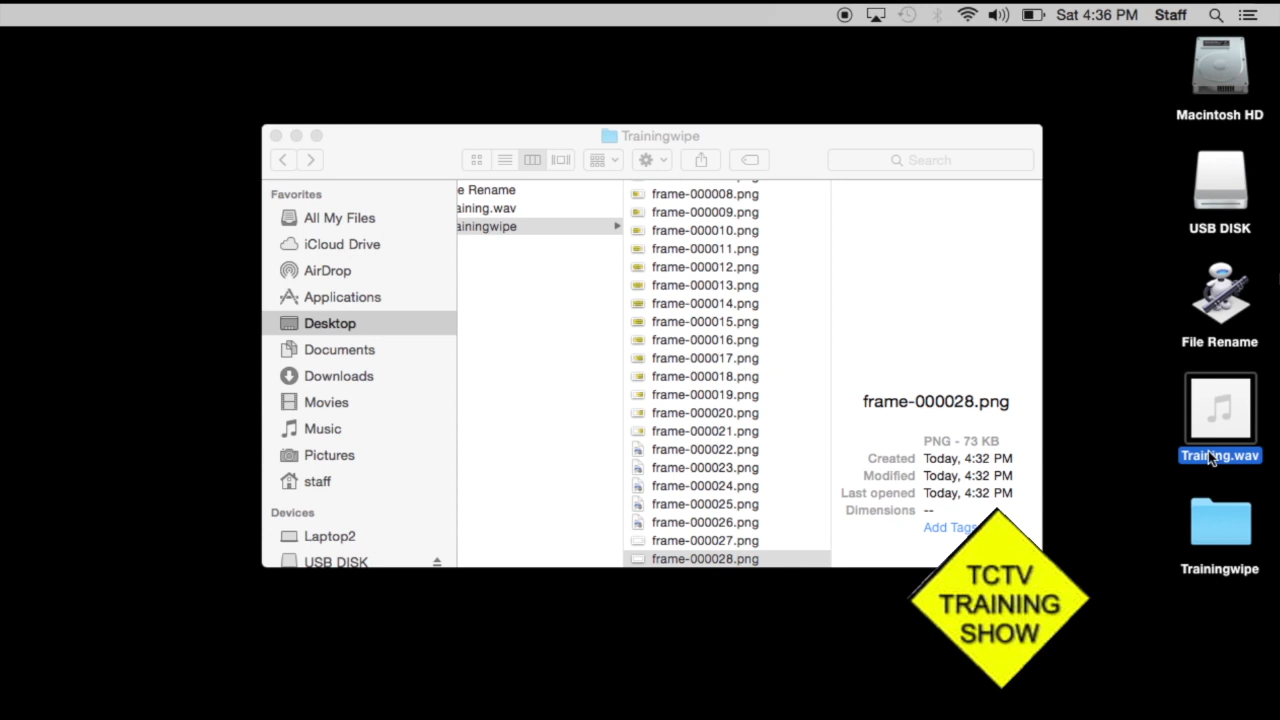 Sat 4:36 PM Staff
Trainingwipe
Search
Favorites
All My Files
iCloud Drive
AirDrop
Applications
Desktop
Documents
Downloads
Movies
Music
Pictures
staff
Devices
Laptop2
USB DISK
e Rename
aining.wav
ainingwipe
frame-000008.png
frame-000009.png
frame-000010.png
frame-000011.png
frame-000012.png
frame-000013.png
frame-000014.png
frame-000015.png
frame-000016.png
frame-000017.png
frame-000018.png
frame-000019.png
frame-000020.png
frame-000021.png
frame-000022.png
frame-000023.png
frame-000024.png
frame-000025.png
frame-000026.png
frame-000027.png
frame-000028.png
frame-000028.png
PNG - 73 KB
Created Today, 4:32 PM
Modified Today, 4:32 PM
Last opened Today, 4:32 PM
Dimensions --
Add Tags
Macintosh HD
USB DISK
File Rename
Training.wav
Trainingwipe
TCTV
TRAINING
SHOW